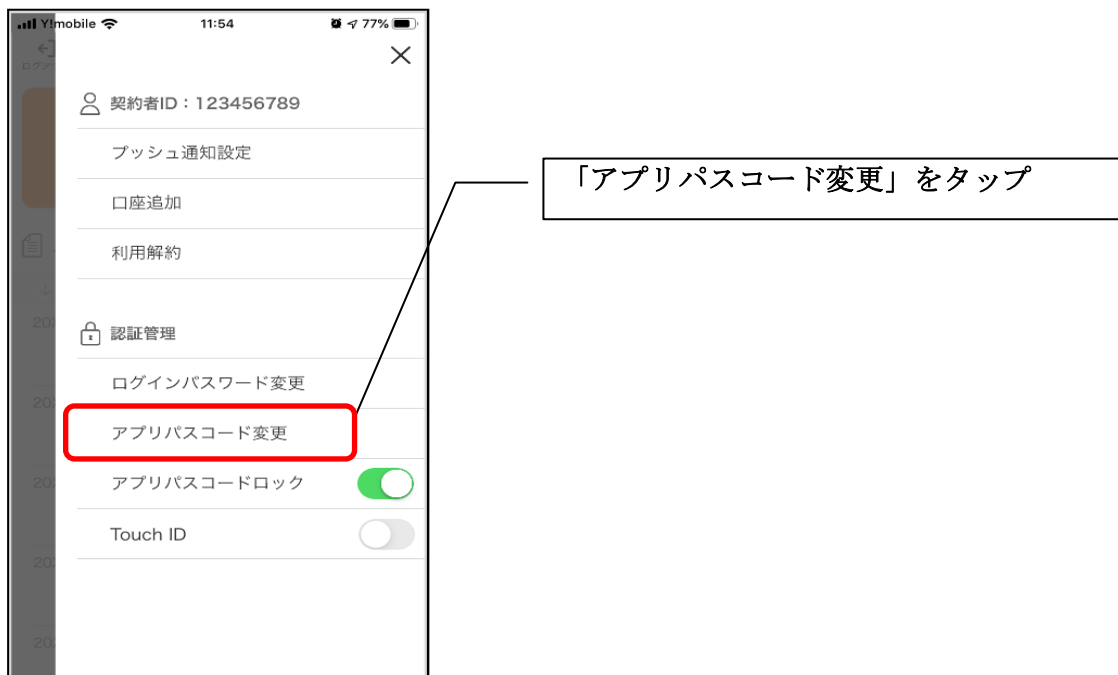 Y!mobile 11:54 77%
ログア
契約者ID：123456789
プッシュ通知設定
口座追加
利用解約
認証管理
ログインパスワード変更
アプリパスコード変更
アプリパスコードロック
Touch ID
「アプリパスコード変更」をタップ